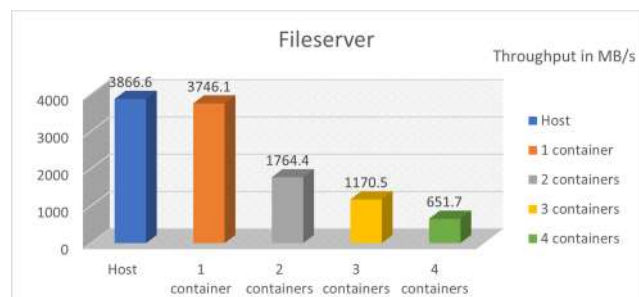 Fileserver
Throughput in MB/s
3866.6
3746.1
1764.4
1170.5
651.7
4000
3000
2000
1000
0
Host
1 container
2 containers
3 containers
4 containers
Host
1
container
2
containers
3
containers
4
containers